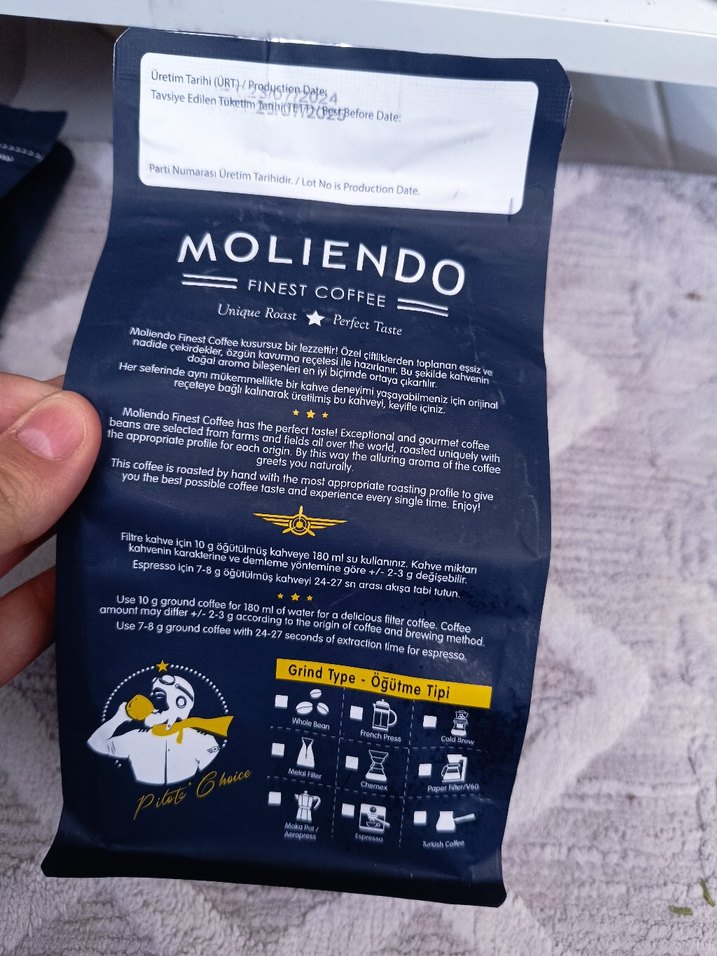 Üretim Tarihi (ÜRT) / Production Date:
23/07/2024
Tavsiye Edilen Tüketim Tarihi(TETT) / Best Before Date:
Parti Numarası Üretim Tarihidir. / Lot No is Production Date.
MOLIENDO
FINEST COFFEE
Unique Roast ★ Perfect Taste
Moliendo Finest Coffee kusursuz bir lezzettir! Özel çiftliklerden toplanan eşsiz ve
nadide çekirdekler, özgün kavurma reçelesi ile hazırlanır. Bu şekilde kahvenin
doğal aroma bileşenleri en iyi biçimde ortaya çıkartılır.
Her seferinde aynı mükemmellikte bir kahve deneyimi yaşayabilmeniz için orijinal
reçeteye bağlı kalınarak üretilmiş bu kahveyi, keyifle içiniz.
Moliendo Finest Coffee has the perfect taste! Exceptional and gourmet coffee
beans are selected from farms and fields all over the world, roasted uniquely with
the appropriate profile for each origin. By this way the alluring aroma of the coffee
greets you naturally.
This coffee is roasted by hand with the most appropriate roasting profile to give
you the best possible coffee taste and experience every single time. Enjoy!
Filtre kahve için 10 g öğütülmüş kahveye 180 ml su kullanınız. Kahve miktarı
kahvenin karakterine ve demleme yöntemine göre +/- 2-3 g değişebilir.
Espresso için 7-8 g öğütülmüş kahveyi 24-27 sn arası akışa tabi tutun.
Use 10 g ground coffee for 180 ml of water for a delicious filter coffee. Coffee
amount may differ +/- 2-3 g according to the origin of coffee and brewing method.
Use 7-8 g ground coffee with 24-27 seconds of extraction time for espresso.
Grind Type - Öğütme Tipi
Whole Bean
French Press
Cold Brew
Metal Filter
Chemex
Paper Filter/V60
Moka Pot /
Aeropress
Espresso
Turkish Coffee
Pilots' Choice